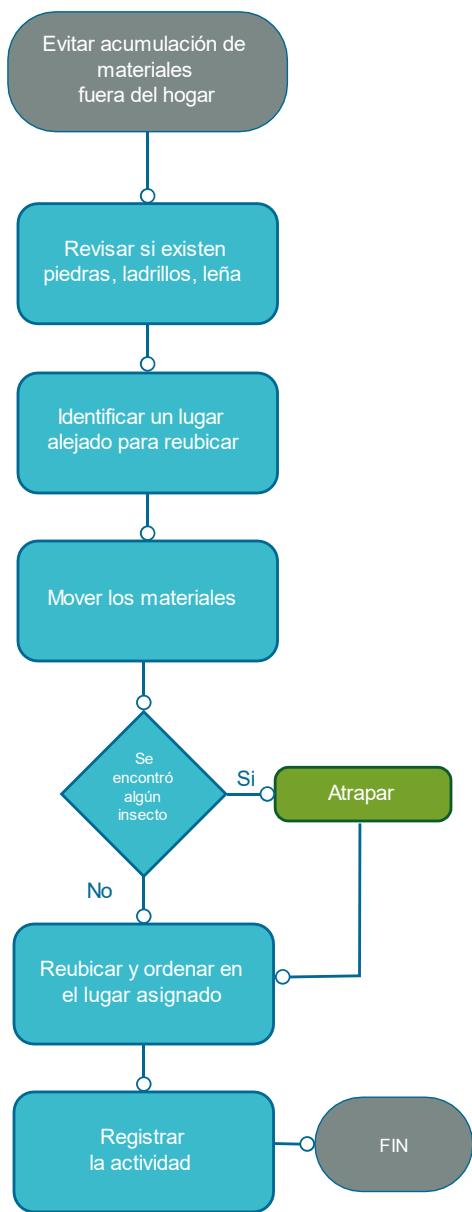 Evitar acumulación de
materiales
fuera del hogar
Revisar si existen
piedras, ladrillos, leña
Identificar un lugar
alejado para reubicar
Mover los materiales
Se
encontró
algún
insecto
Si
Atrapar
No
Reubicar y ordenar en
el lugar asignado
Registrar
la actividad
FIN